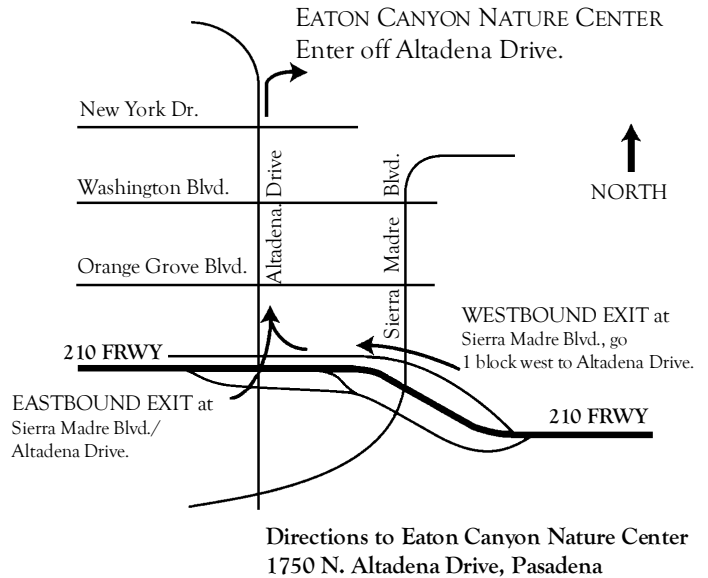 EATON CANYON NATURE CENTER
Enter off Altadena Drive.
New York Dr.
Altadena Drive
Sierra Madre Blvd.
Washington Blvd.
NORTH
Orange Grove Blvd.
WESTBOUND EXIT at
Sierra Madre Blvd., go
1 block west to Altadena Drive.
210 FRWY
EASTBOUND EXIT at
Sierra Madre Blvd./
Altadena Drive.
210 FRWY
Directions to Eaton Canyon Nature Center
1750 N. Altadena Drive, Pasadena